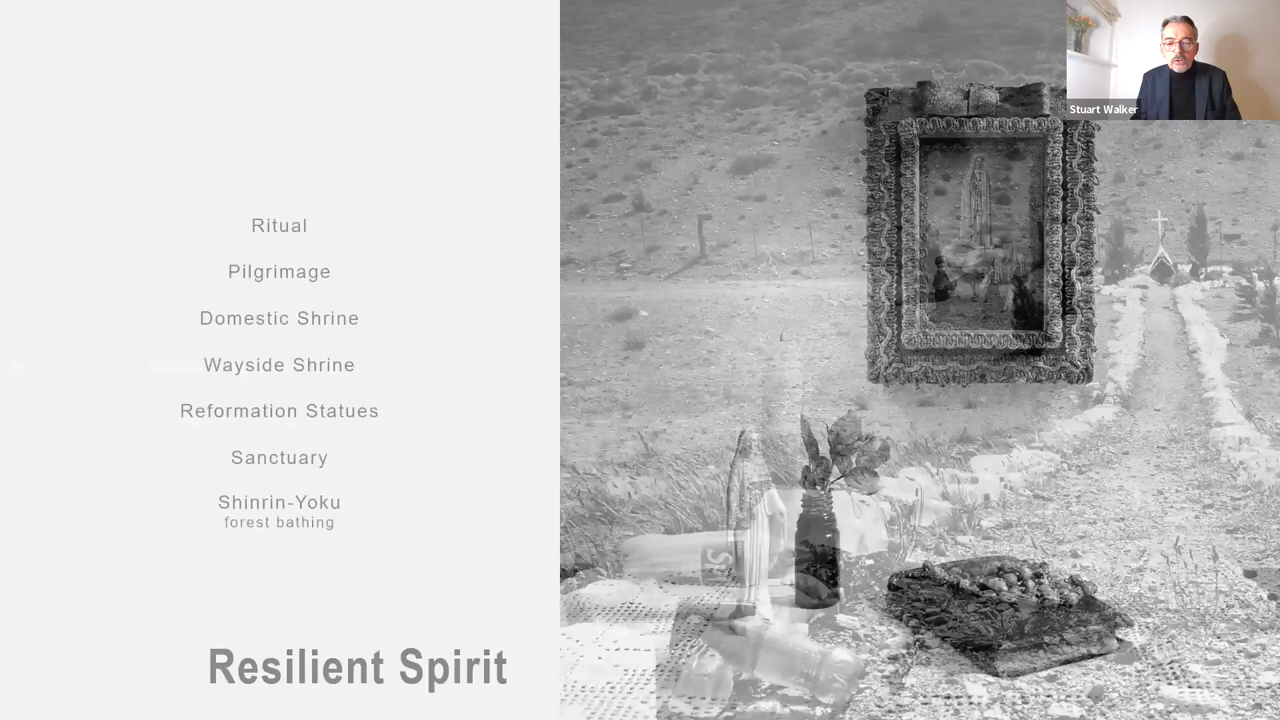 Stuart Walker
Ritual
Pilgrimage
Domestic Shrine
Wayside Shrine
Reformation Statues
Sanctuary
Shinrin-Yoku
forest bathing
Resilient Spirit